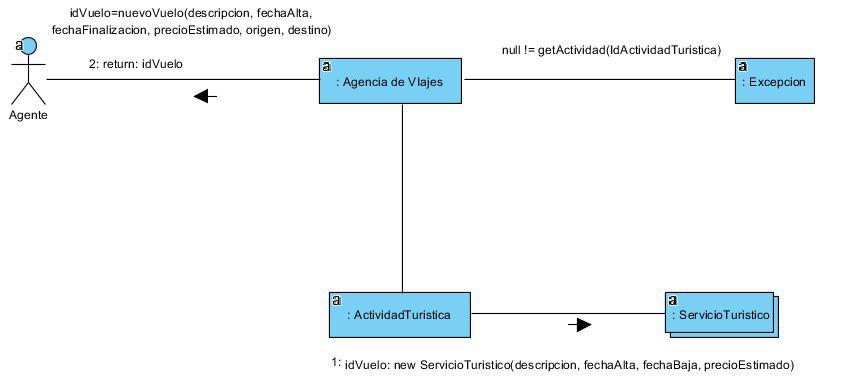 idVuelo=nuevoVuelo(descripcion, fechaAlta,
fechaFinalizacion, precioEstimado, origen, destino)
null != getActividad(IdActividadTuristica)
a
2: return: idVuelo
a
a
: Agencia de VIajes
: Excepcion
Agente
a
a
: ActividadTuristica
: ServicioTuristico
1: idVuelo: new ServicioTuristico(descripcion, fechaAlta, fechaBaja, precioEstimado)